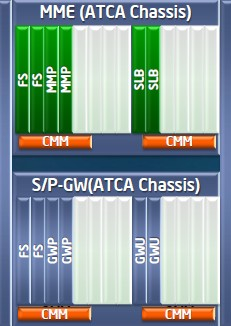 MME (ATCA Chassis)
FS FS MMP MMP SLB SLB
CMM CMM
S/P-GW(ATCA Chassis)
FS FS GWP GWP GWU GWU
CMM CMM